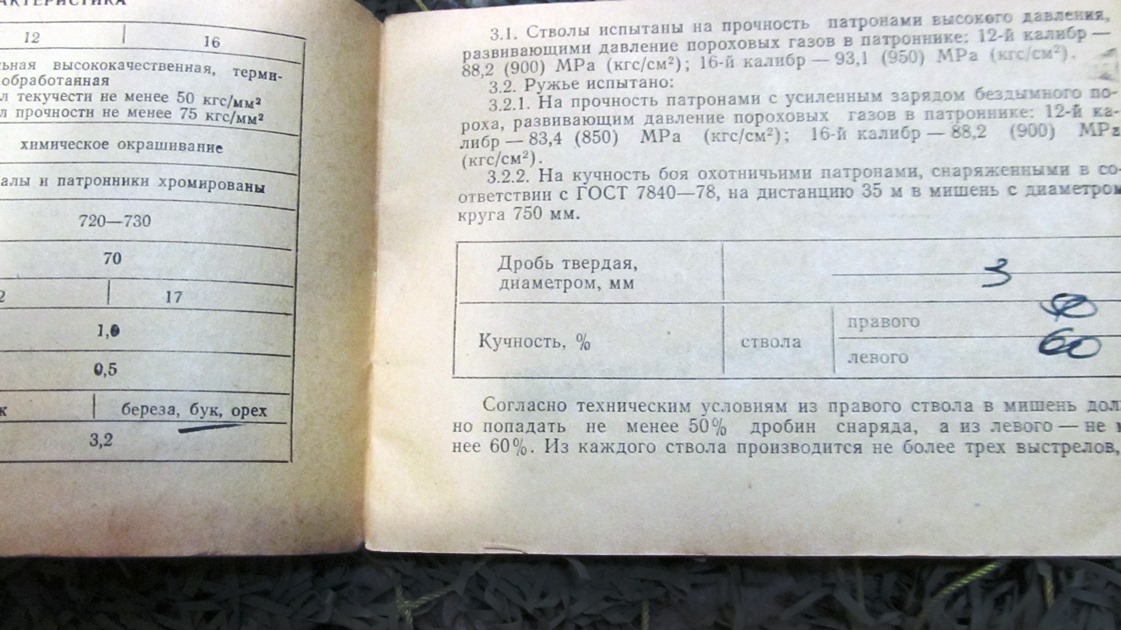 12 16
высококачественная, терми-
обработанная
текучести не менее 50 кгс/мм²
прочности не менее 75 кгс/мм²
химическое окрашивание
и патронники хромированы
720—730
70
17
1,0
0,5
береза, бук, орех
3,2
3.1. Стволы испытаны на прочность патронами высокого давления,
развивающими давление пороховых газов в патроннике: 12-й калибр —
88,2 (900) МРа (кгс/см²); 16-й калибр — 93,1 (950) МРа (кгс/см²).
3.2. Ружье испытано:
3.2.1. На прочность патронами с усиленным зарядом бездымного по-
роха, развивающим давление пороховых газов в патроннике: 12-й ка-
либр — 83,4 (850) МРа (кгс/см²); 16-й калибр — 88,2 (900) МРа
(кгс/см²).
3.2.2. На кучность боя охотничьими патронами, снаряженными в со-
ответствии с ГОСТ 7840—78, на дистанцию 35 м в мишень с диаметром
круга 750 мм.
Дробь твердая,
диаметром, мм 3
Кучность, % ствола
правого
левого 60
Согласно техническим условиям из правого ствола в мишень дол
но попадать не менее 50% дробин снаряда, а из левого — не
нее 60%. Из каждого ствола производится не более трех выстрелов,